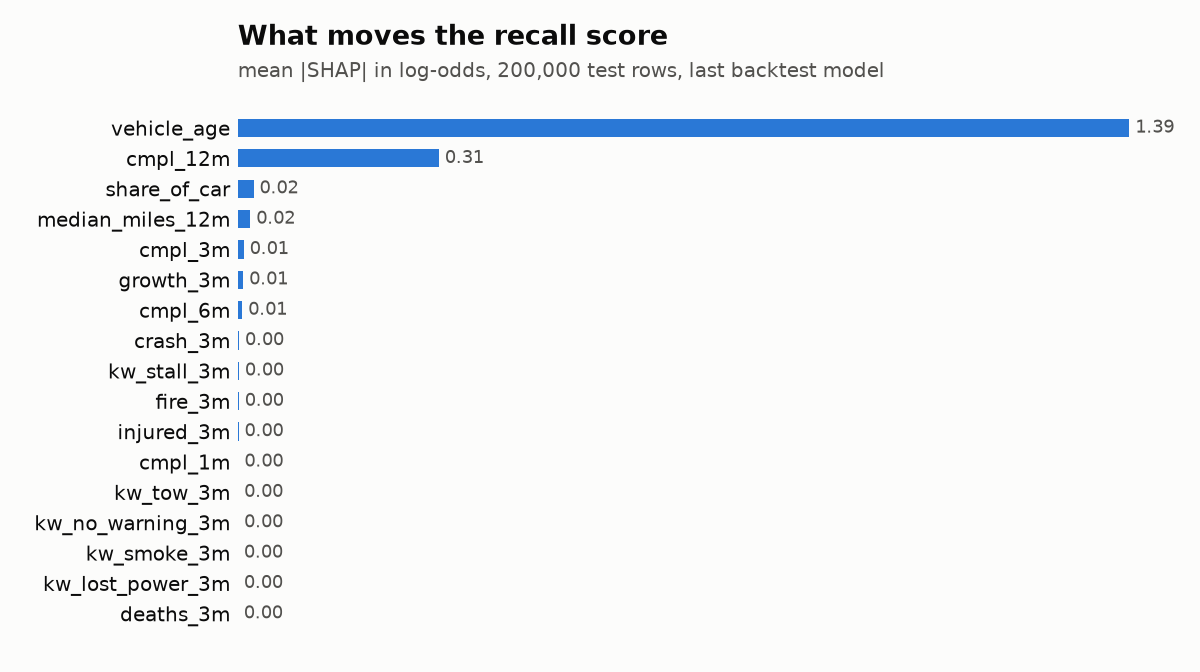 What moves the recall score
mean |SHAP| in log-odds, 200,000 test rows, last backtest model
vehicle_age 1.39
cmpl_12m 0.31
share_of_car 0.02
median_miles_12m 0.02
cmpl_3m 0.01
growth_3m 0.01
cmpl_6m 0.01
crash_3m 0.00
kw_stall_3m 0.00
fire_3m 0.00
injured_3m 0.00
cmpl_1m 0.00
kw_tow_3m 0.00
kw_no_warning_3m 0.00
kw_smoke_3m 0.00
kw_lost_power_3m 0.00
deaths_3m 0.00